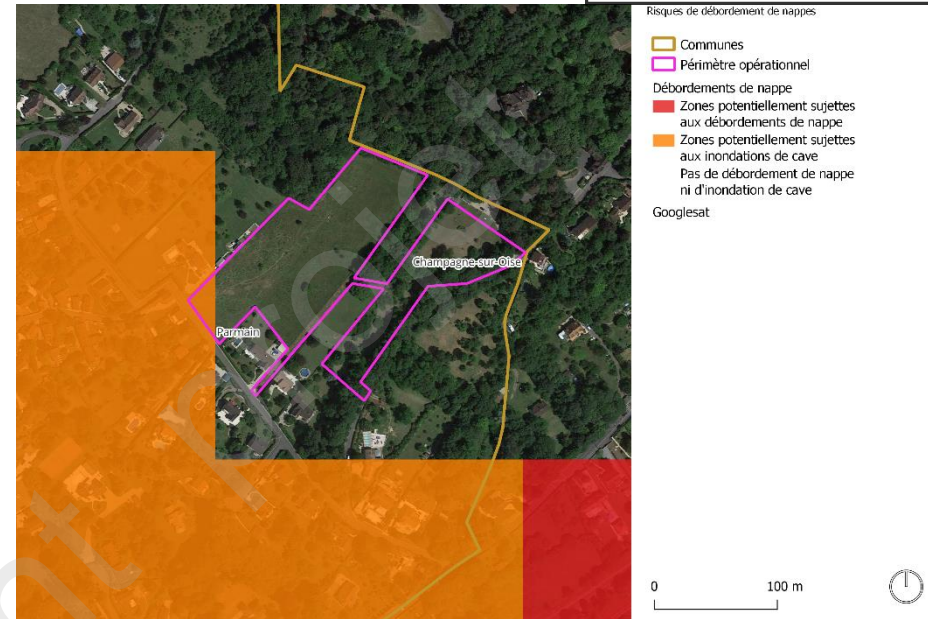 Risques de débordement de nappes
Communes
Périmètre opérationnel
Débordements de nappe
Zones potentiellement sujettes
aux débordements de nappe
Zones potentiellement sujettes
aux inondations de cave
Pas de débordement de nappe
ni d'inondation de cave
Googlesat
Champagne-sur-Oise
Parmain
0 100 m